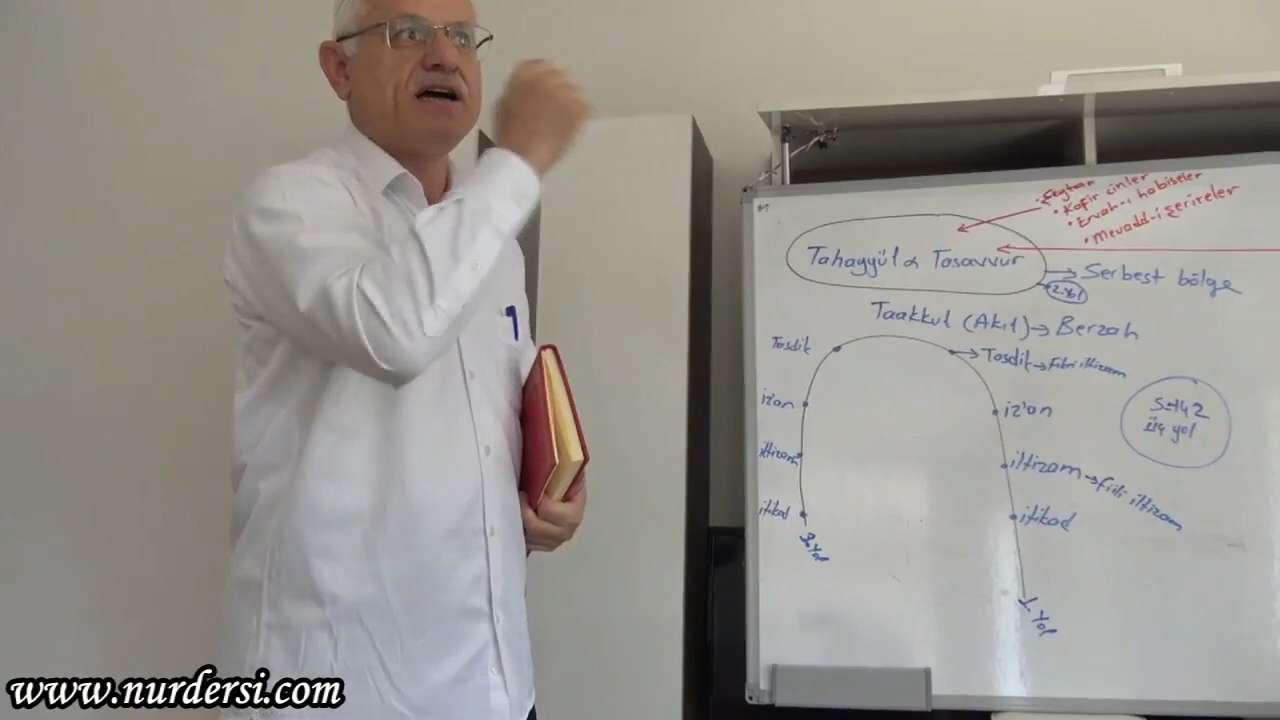 • Şeytan
• Kafir cinler
• Ervah-ı habiseler
• Mevadd-i şerireler
Tahayyül & Tasavvur
Serbest bölge
2.Yol
Taakkul (Akıl) → Berzah
Tasdik
Tasdik → Fikri iltizam
iz'an
iz'an
S-142
üç yol
iltizam
iltizam → fiili iltizam
itikad
itikad
3.Yol
1.Yol
www.nurdersi.com